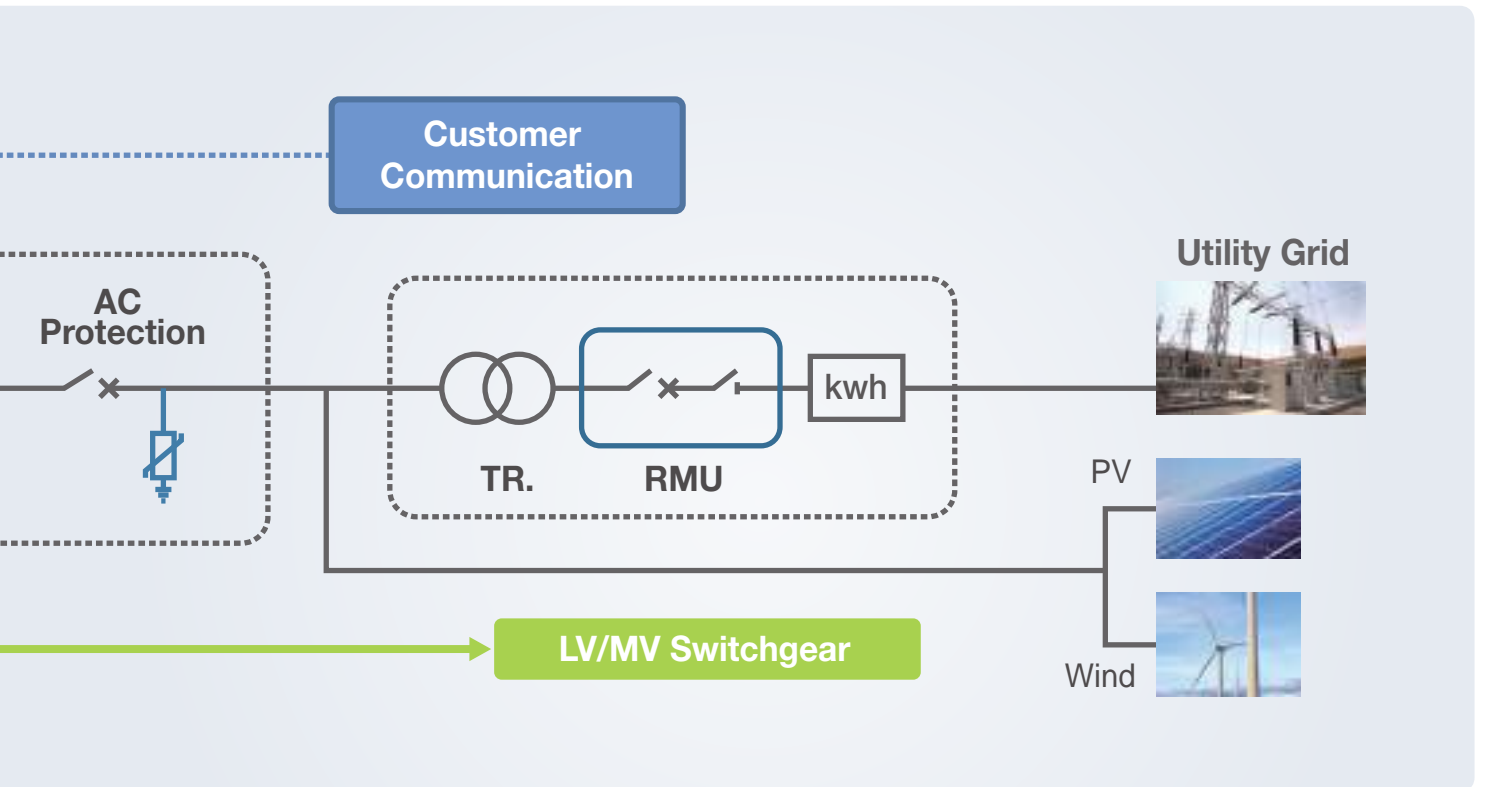 Customer
Communication
Utility Grid
AC
Protection
kwh
TR.
RMU
PV
LV/MV Switchgear
Wind